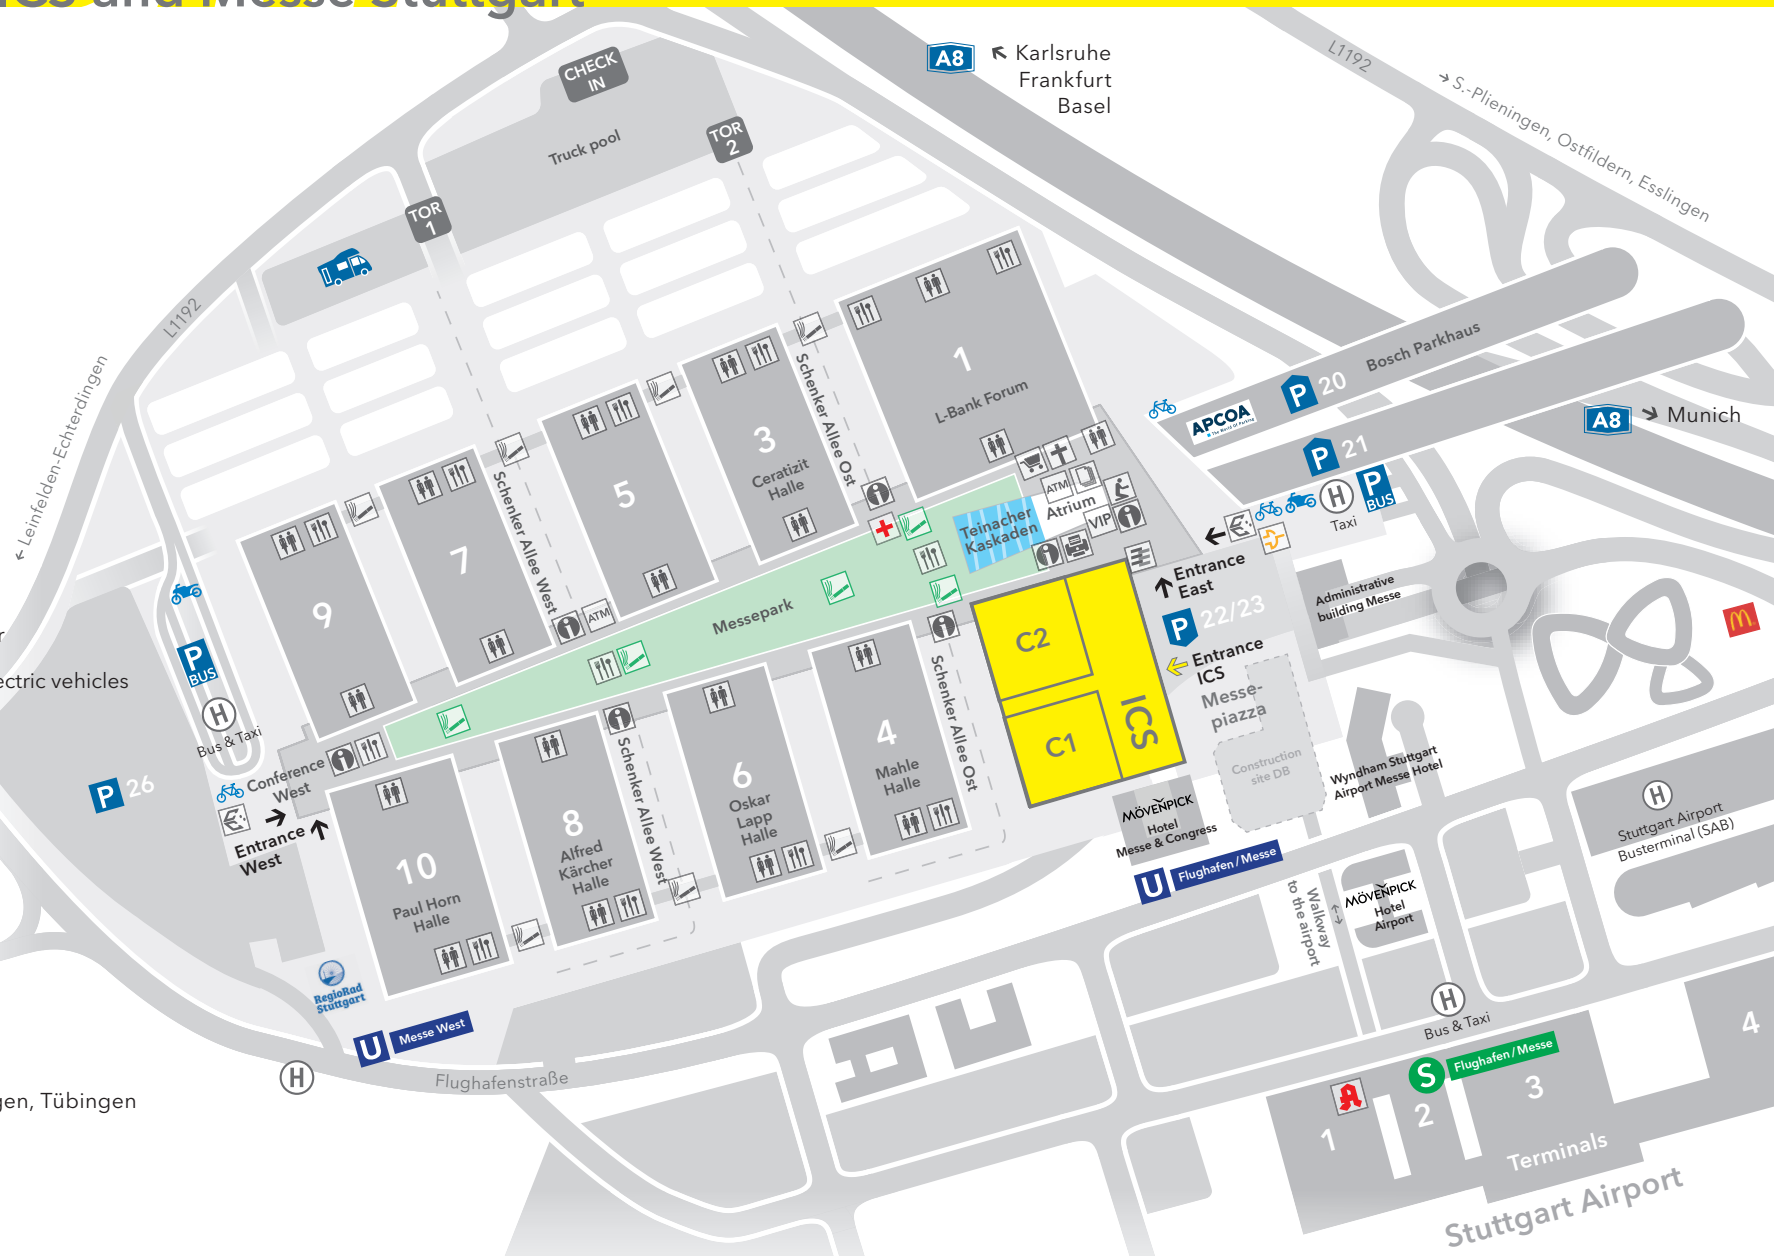 ICS and Messe Stuttgart
A8
Karlsruhe
Frankfurt
Basel
L1192
S.-Plieningen, Ostfildern, Esslingen
CHECK
IN
Truck pool
TOR
2
TOR
1
L1192
Leinfelden-Echterdingen
Bosch Parkhaus
P 20
APCOA
A8
Munich
P 21
P
BUS
H
Taxi
1
L-Bank Forum
3
Ceratizit
Halle
5
7
9
Schenker Allee Ost
Schenker Allee West
ATM
Atrium
VIP
Teinacher
Kaskaden
ATM
Messepark
Entrance
East
P 22/23
Entrance
ICS
Messe-
piazza
Administrative
building Messe
Construction
site DB
Wyndham Stuttgart
Airport Messe Hotel
C2
C1
ICS
Schenker Allee Ost
4
Mahle
Halle
6
Oskar
Lapp
Halle
Schenker Allee West
8
Alfred
Kärcher
Halle
10
Paul Horn
Halle
P
BUS
H
Bus & Taxi
Conference
West
Entrance
West
P 26
ectric vehicles
r
RegioRad
Stuttgart
U
Messe West
H
Flughafenstraße
gen, Tübingen
MÖVENPICK
Hotel
Messe & Congress
U
Flughafen / Messe
Walkway
to the airport
MÖVENPICK
Hotel
Airport
H
Stuttgart Airport
Busterminal (SAB)
H
Bus & Taxi
S
Flughafen / Messe
1
2
3
4
Terminals
Stuttgart Airport